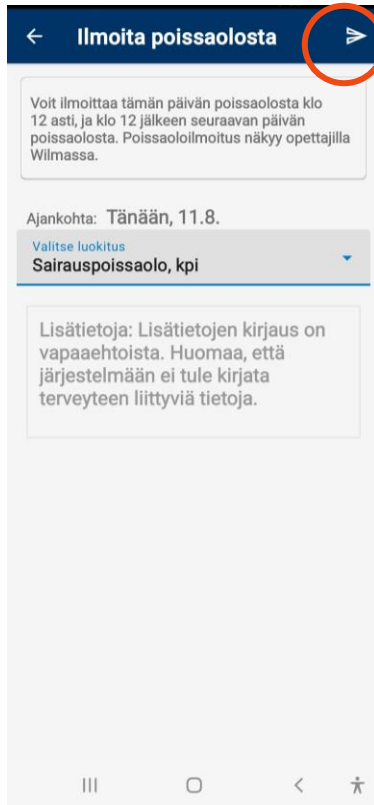 Ilmoita poissaolosta
Voit ilmoittaa tämän päivän poissaolosta klo
12 asti, ja klo 12 jälkeen seuraavan päivän
poissaolosta. Poissaoloilmoitus näkyy opettajilla
Wilmassa.
Ajankohta: Tänään, 11.8.
Valitse luokitus
Sairauspoissaolo, kpi
Lisätietoja: Lisätietojen kirjaus on
vapaaehtoista. Huomaa, että
järjestelmään ei tule kirjata
terveyteen liittyviä tietoja.